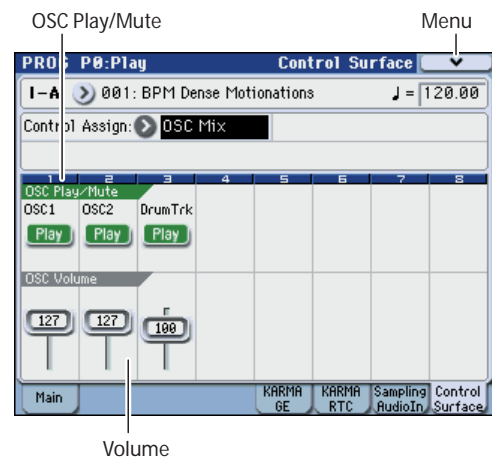 OSC Play/Mute Menu
PROG P0:Play Control Surface
I-A 001: BPM Dense Motionations ♩= 120.00
Control Assign: OSC Mix
1 2 3 4 5 6 7 8
OSC Play/Mute
OSC1 OSC2 DrumTrk
Play Play Play
OSC Volume
127 127 100
Main KARMA GE KARMA RTC Sampling AudioIn Control Surface
Volume